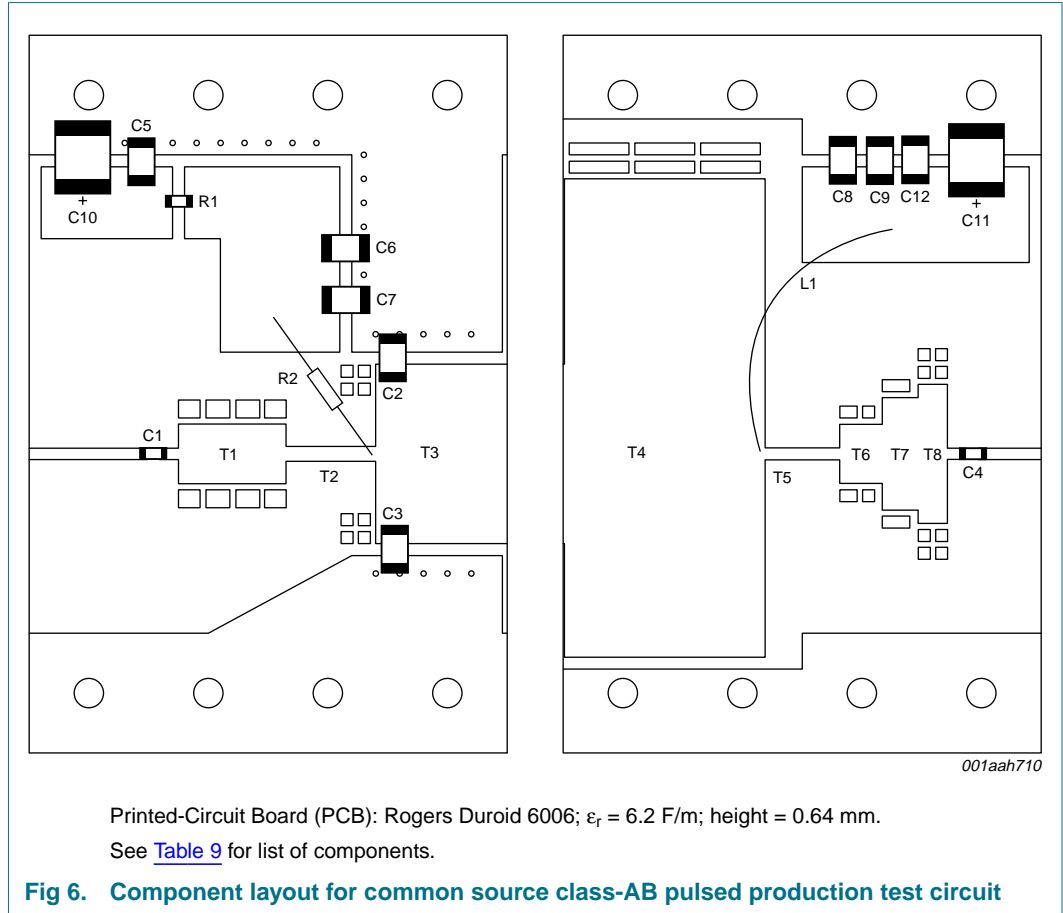 C5
+
C10
R1
C6
C7
R2
C2
C1
T1
T2
T3
C3
C8
C9
C12
+
C11
L1
T4
T5
T6
T7
T8
C4
001aah710
Printed-Circuit Board (PCB): Rogers Duroid 6006; εr = 6.2 F/m; height = 0.64 mm.
See Table 9 for list of components.
Fig 6. Component layout for common source class-AB pulsed production test circuit